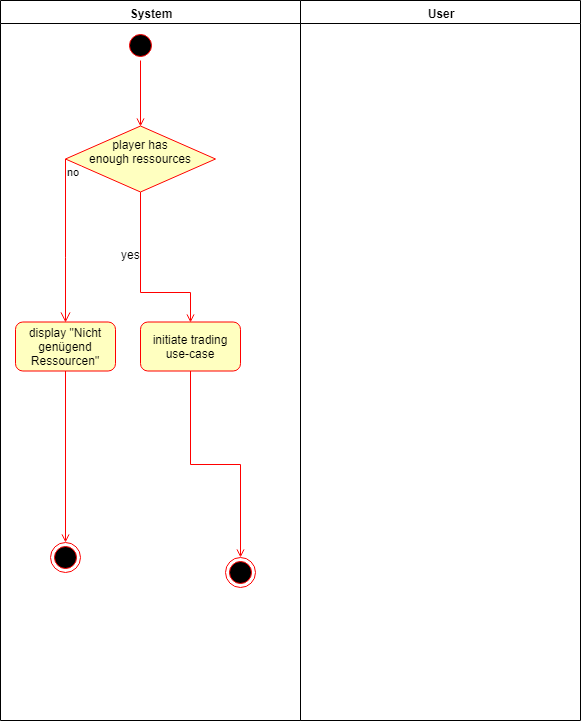 System
User
player has
enough ressources
no
yes
display "Nicht
genügend
Ressourcen"
initiate trading
use-case